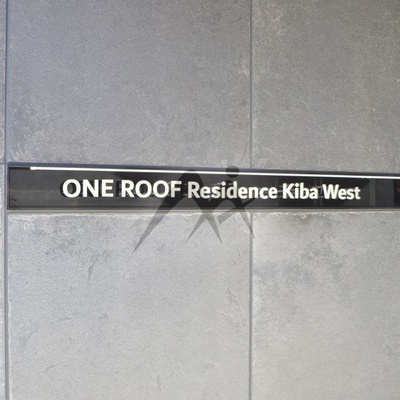 ONE ROOF Residence Kiba West